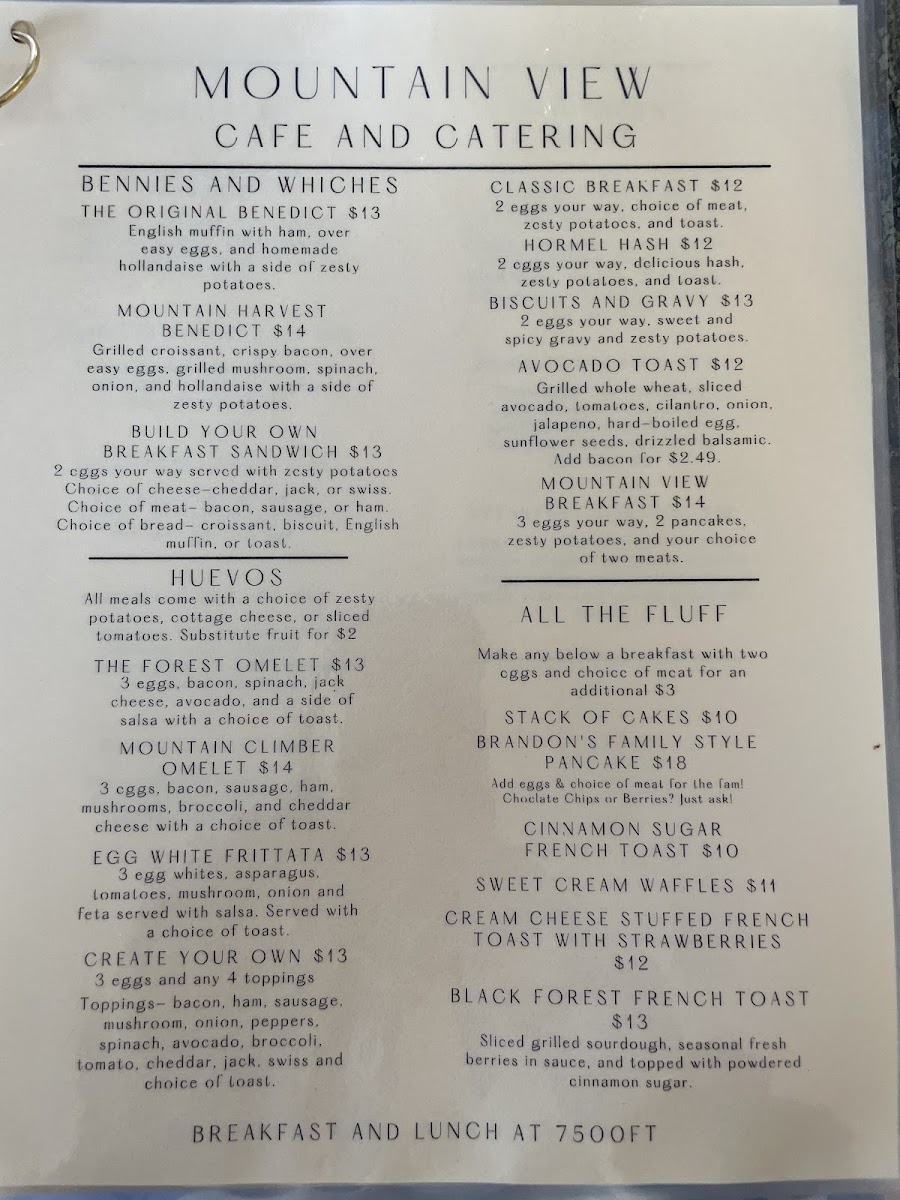 MOUNTAIN VIEW
CAFE AND CATERING
BENNIES AND WHICHES
THE ORIGINAL BENEDICT $13
English muffin with ham, over
easy eggs, and homemade
hollandaise with a side of zesty
potatoes.
MOUNTAIN HARVEST
BENEDICT $14
Grilled croissant, crispy bacon, over
easy eggs, grilled mushroom, spinach,
onion, and hollandaise with a side of
zesty potatoes.
BUILD YOUR OWN
BREAKFAST SANDWICH $13
2 eggs your way served with zesty potatoes
Choice of cheese-cheddar, jack, or swiss.
Choice of meat- bacon, sausage, or ham.
Choice of bread- croissant, biscuit, English
muffin, or toast.
HUEVOS
All meals come with a choice of zesty
potatoes, cottage cheese, or sliced
tomatoes. Substitute fruit for $2
THE FOREST OMELET $13
3 eggs, bacon, spinach, jack
cheese, avocado, and a side of
salsa with a choice of toast.
MOUNTAIN CLIMBER
OMELET $14
3 eggs, bacon, sausage, ham,
mushrooms, broccoli, and cheddar
cheese with a choice of toast.
EGG WHITE FRITTATA $13
3 egg whites, asparagus,
tomatoes, mushroom, onion and
feta served with salsa. Served with
a choice of toast.
CREATE YOUR OWN $13
3 eggs and any 4 toppings
Toppings- bacon, ham, sausage,
mushroom, onion, peppers,
spinach, avocado, broccoli,
tomato, cheddar, jack, swiss and
choice of toast.
CLASSIC BREAKFAST $12
2 eggs your way, choice of meat,
zesty potatoes, and toast.
HORMEL HASH $12
2 eggs your way, delicious hash,
zesty potatoes, and toast.
BISCUITS AND GRAVY $13
2 eggs your way, sweet and
spicy gravy and zesty potatoes.
AVOCADO TOAST $12
Grilled whole wheat, sliced
avocado, tomatoes, cilantro, onion,
jalapeno, hard-boiled egg,
sunflower seeds, drizzled balsamic.
Add bacon for $2.49.
MOUNTAIN VIEW
BREAKFAST $14
3 eggs your way, 2 pancakes,
zesty potatoes, and your choice
of two meats.
ALL THE FLUFF
Make any below a breakfast with two
eggs and choice of meat for an
additional $3
STACK OF CAKES $10
BRANDON'S FAMILY STYLE
PANCAKE $18
Add eggs & choice of meat for the fam!
Choclate Chips or Berries? Just ask!
CINNAMON SUGAR
FRENCH TOAST $10
SWEET CREAM WAFFLES $11
CREAM CHEESE STUFFED FRENCH
TOAST WITH STRAWBERRIES
$12
BLACK FOREST FRENCH TOAST
$13
Sliced grilled sourdough, seasonal fresh
berries in sauce, and topped with powdered
cinnamon sugar.
BREAKFAST AND LUNCH AT 7500FT